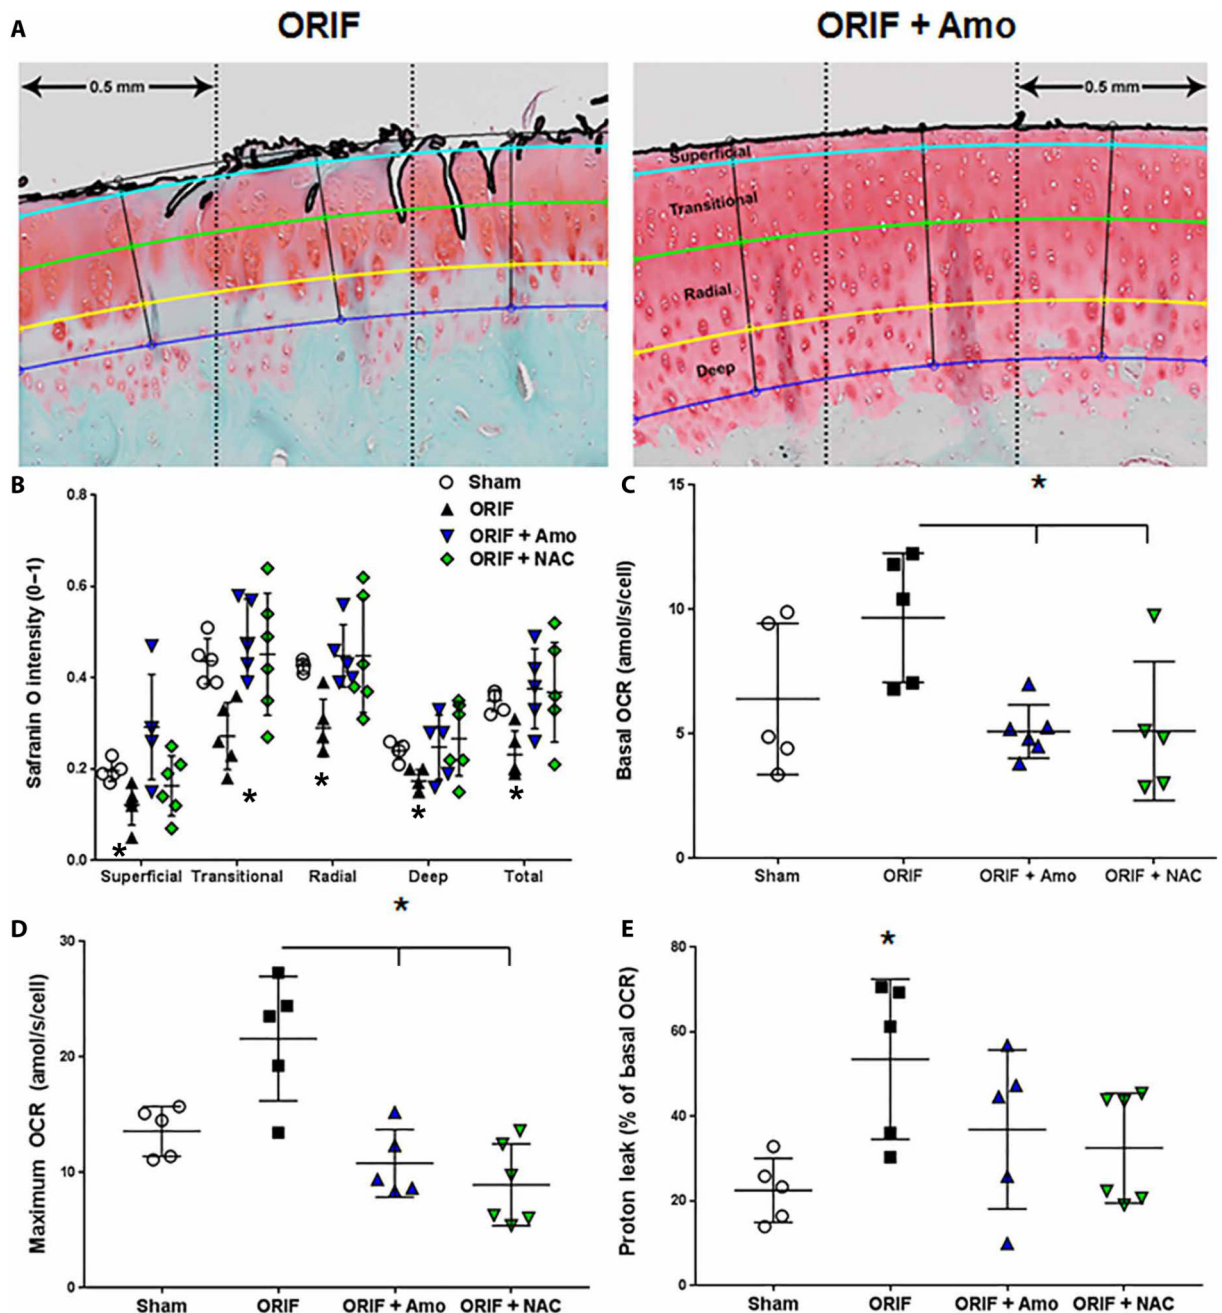 A
ORIF
ORIF + Amo
0.5 mm
0.5 mm
Superficial
Transitional
Radial
Deep
B
Safranin O intensity (0–1)
0.8
0.6
0.4
0.2
0.0
Sham
ORIF
ORIF + Amo
ORIF + NAC
*
*
*
*
*
Superficial Transitional Radial Deep Total
C
Basal OCR (amol/s/cell)
15
10
5
0
*
Sham ORIF ORIF + Amo ORIF + NAC
D
Maximum OCR (amol/s/cell)
30
20
10
0
*
Sham ORIF ORIF + Amo ORIF + NAC
E
Proton leak (% of basal OCR)
80
60
40
20
0
*
Sham ORIF ORIF + Amo ORIF + NAC